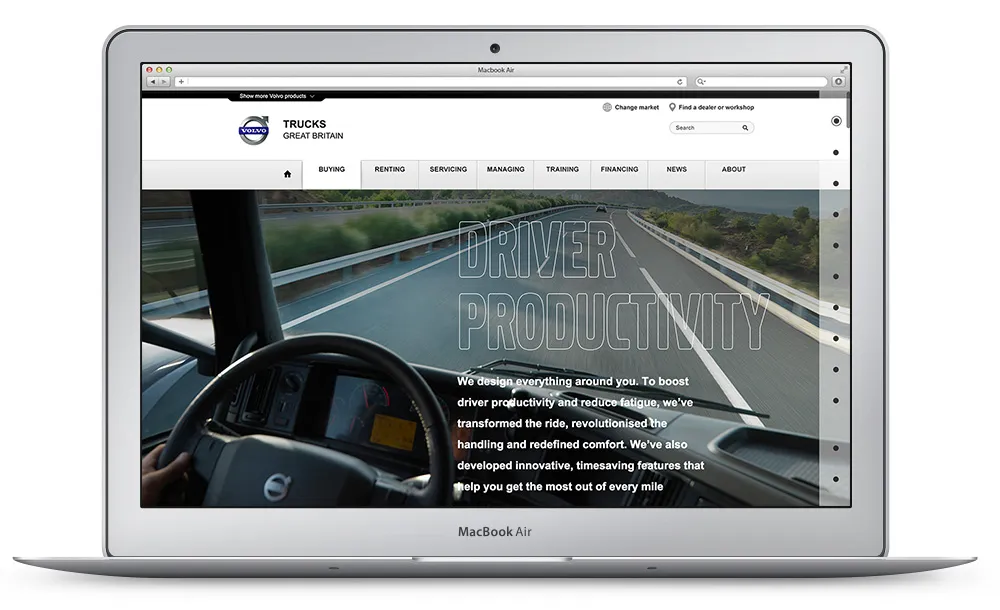 Macbook Air
Show more Volvo products
Change market
Find a dealer or workshop
VOLVO
TRUCKS
GREAT BRITAIN
Search
BUYING
RENTING
SERVICING
MANAGING
TRAINING
FINANCING
NEWS
ABOUT
DRIVER
PRODUCTIVITY
We design everything around you. To boost
driver productivity and reduce fatigue, we’ve
transformed the ride, revolutionised the
handling and redefined comfort. We’ve also
developed innovative, timesaving features that
help you get the most out of every mile
MacBook Air